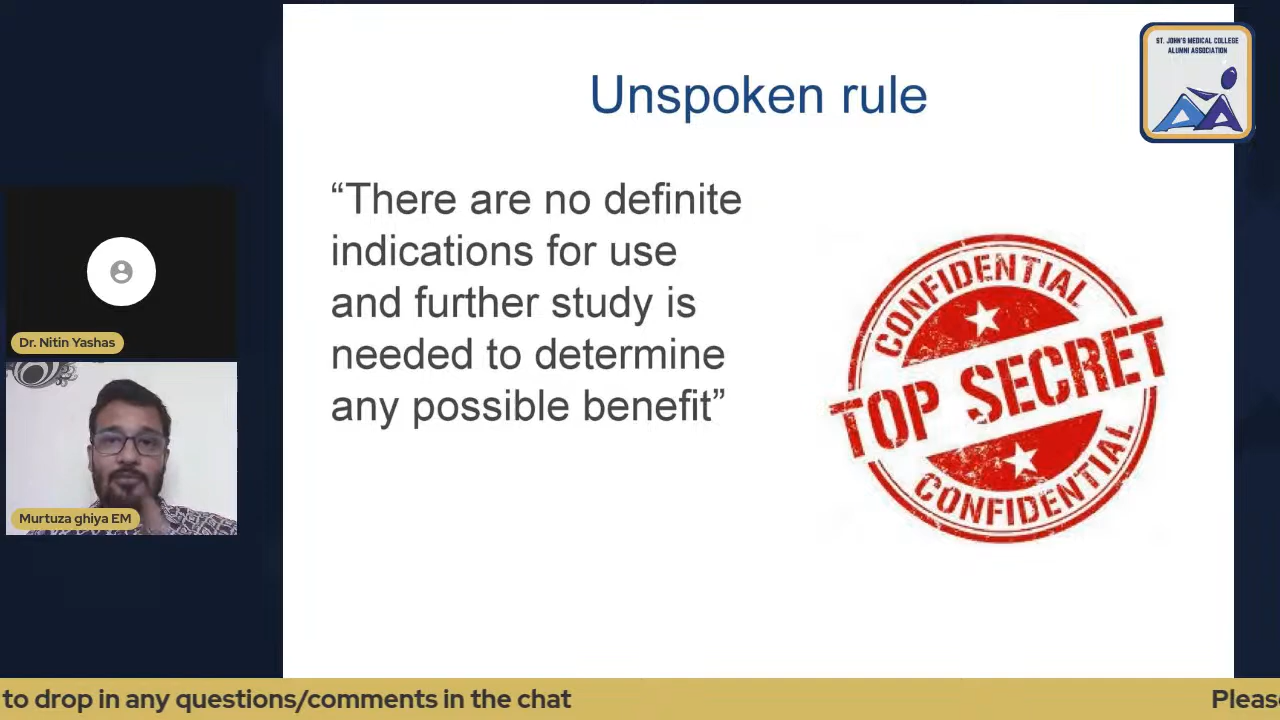 ST. JOHN'S MEDICAL COLLEGE
ALUMNI ASSOCIATION
Unspoken rule
“There are no definite
indications for use
and further study is
needed to determine
any possible benefit”
CONFIDENTIAL
TOP SECRET
CONFIDENTIAL
Dr. Nitin Yashas
Murtuza ghiya EM
to drop in any questions/comments in the chat